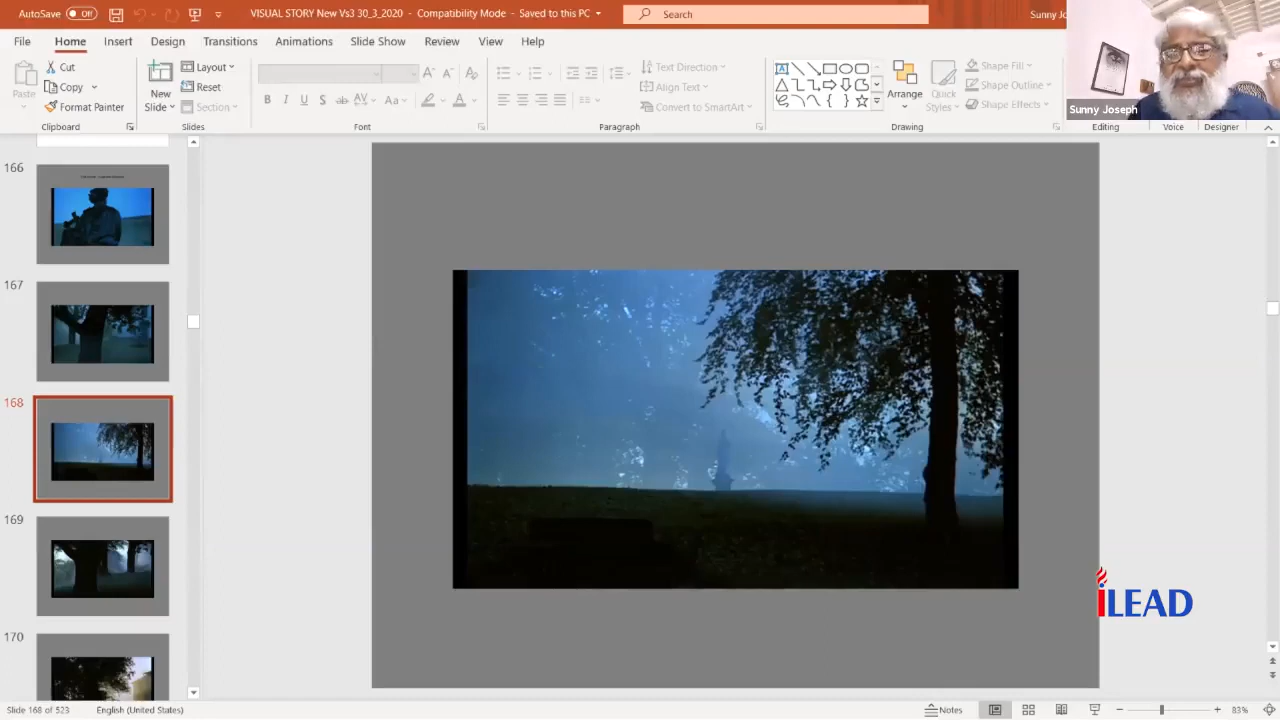 AutoSave Off
VISUAL STORY New Vs3 30_3_2020 - Compatibility Mode - Saved to this PC
Search
Sunny Jo
File Home Insert Design Transitions Animations Slide Show Review View Help
Paste
Cut
Copy
Format Painter
Clipboard
New
Slide
Layout
Reset
Section
Slides
B I U S ab AV Aa A
Font
Text Direction
Align Text
Convert to SmartArt
Paragraph
Arrange
Quick
Styles
Shape Fill
Shape Outline
Shape Effects
Drawing
Editing
Voice
Designer
Sunny Joseph
166
167
168
169
170
iLEAD
Slide 168 of 523
English (United States)
Notes
83%